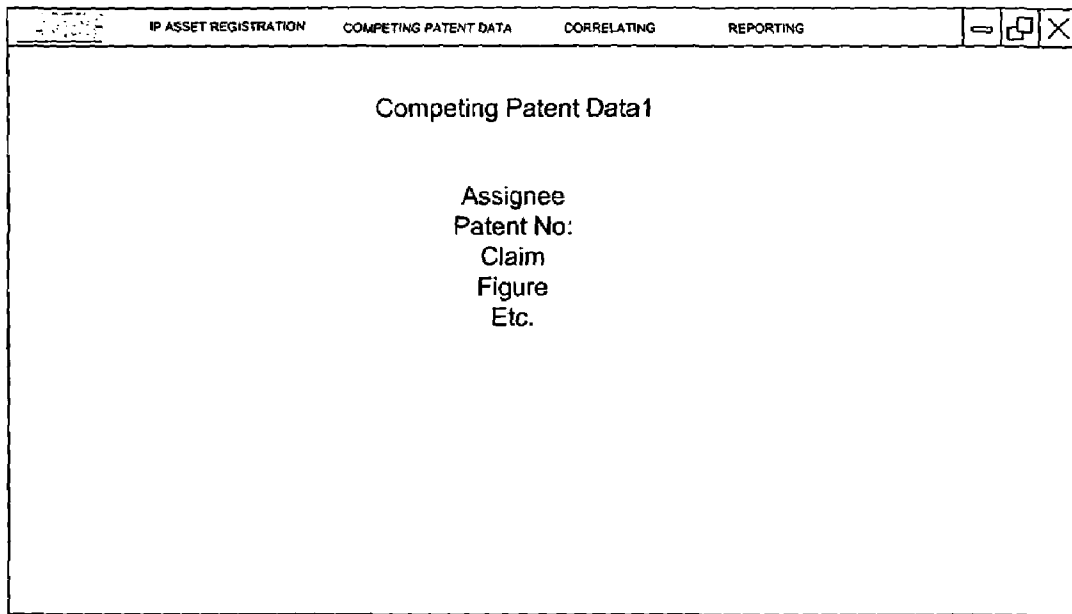 IP ASSET REGISTRATION COMPETING PATENT DATA CORRELATING REPORTING
Competing Patent Data1
Assignee
Patent No:
Claim
Figure
Etc.